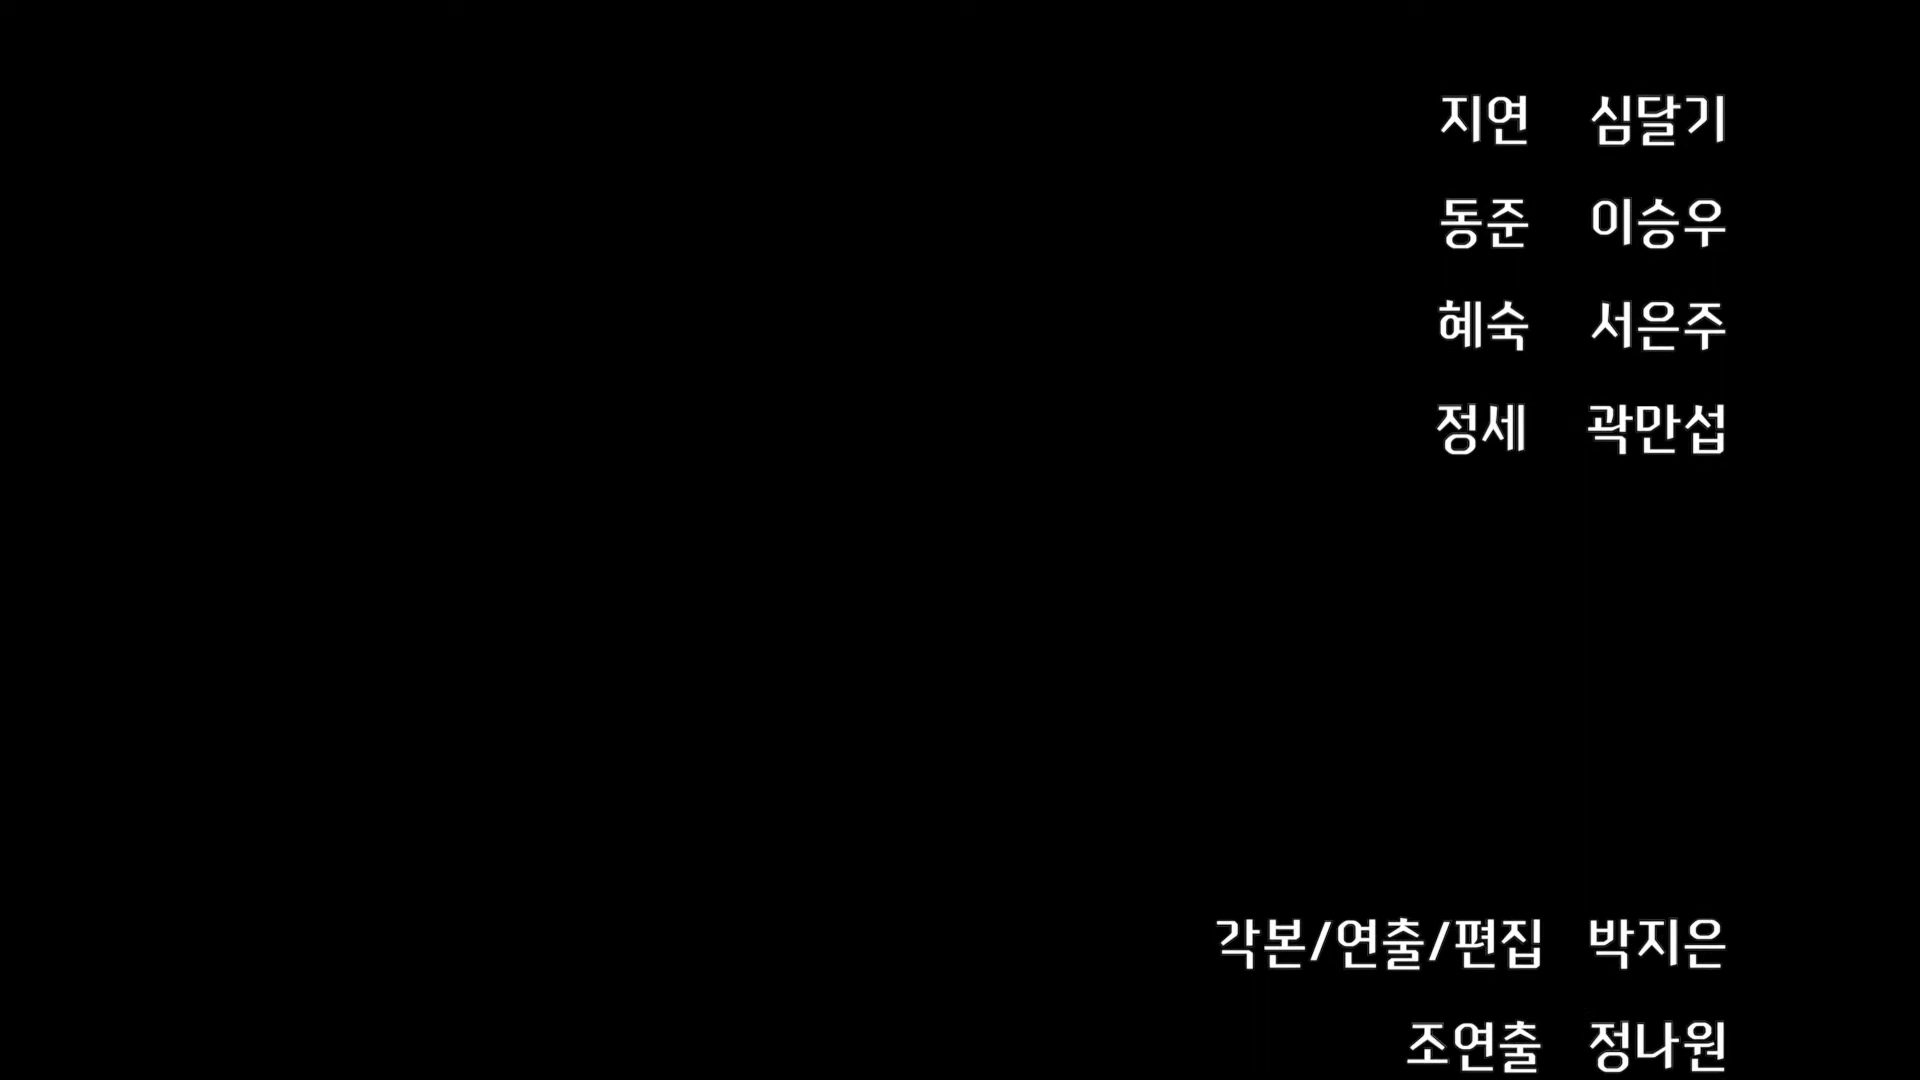 지연 심달기
동준 이승우
혜숙 서은주
정세 곽만섭
각본/연출/편집 박지은
조연출 정나원